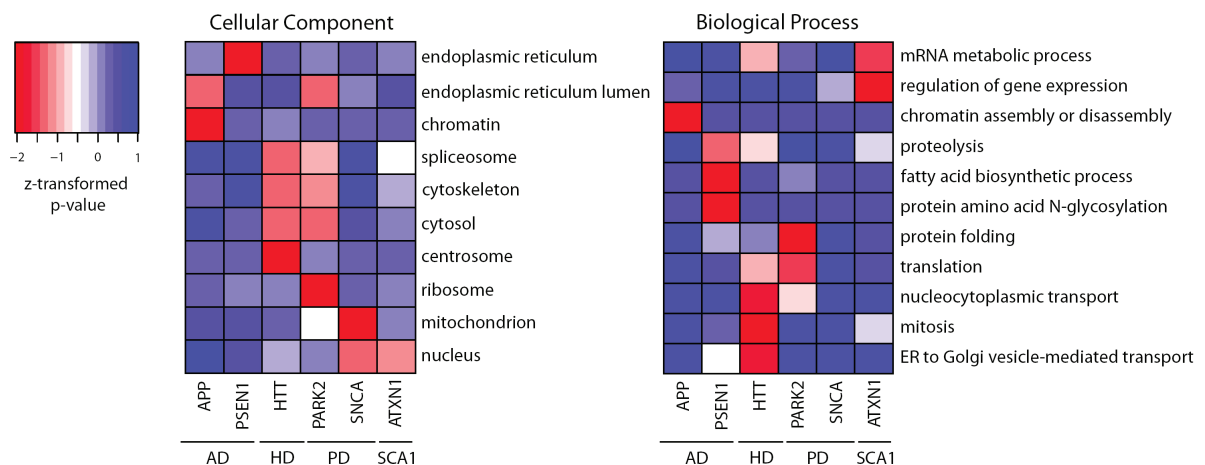 Cellular Component
Biological Process
−2 −1 0 1
z-transformed
p-value
endoplasmic reticulum
endoplasmic reticulum lumen
chromatin
spliceosome
cytoskeleton
cytosol
centrosome
ribosome
mitochondrion
nucleus
APP
PSEN1
HTT
PARK2
SNCA
ATXN1
AD HD PD SCA1
mRNA metabolic process
regulation of gene expression
chromatin assembly or disassembly
proteolysis
fatty acid biosynthetic process
protein amino acid N-glycosylation
protein folding
translation
nucleocytoplasmic transport
mitosis
ER to Golgi vesicle-mediated transport
APP
PSEN1
HTT
PARK2
SNCA
ATXN1
AD HD PD SCA1